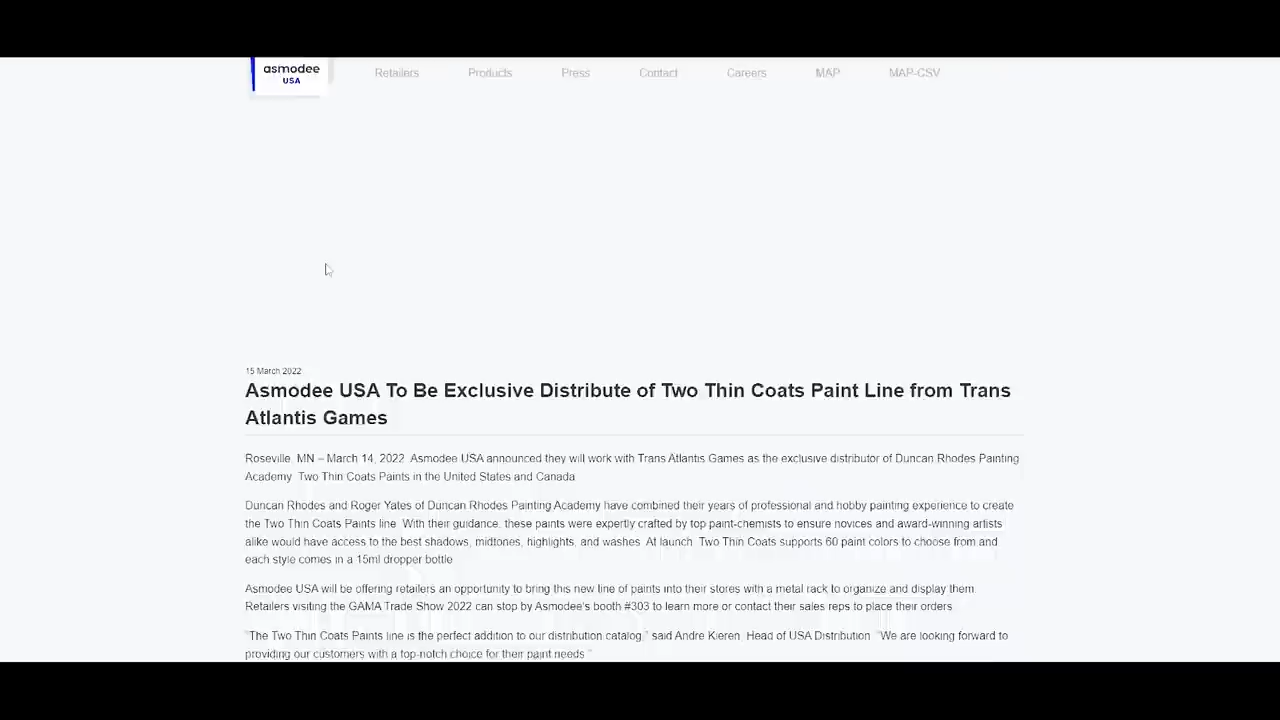 asmodee
USA
Retailers Products Press Contact Careers MAP MAP-CSV
15 March 2022
Asmodee USA To Be Exclusive Distribute of Two Thin Coats Paint Line from Trans
Atlantis Games
Roseville, MN – March 14, 2022 Asmodee USA announced they will work with Trans Atlantis Games as the exclusive distributor of Duncan Rhodes Painting
Academy Two Thin Coats Paints in the United States and Canada
Duncan Rhodes and Roger Yates of Duncan Rhodes Painting Academy have combined their years of professional and hobby painting experience to create
the Two Thin Coats Paints line. With their guidance, these paints were expertly crafted by top paint-chemists to ensure novices and award-winning artists
alike would have access to the best shadows, midtones, highlights, and washes. At launch, Two Thin Coats supports 60 paint colors to choose from and
each style comes in a 15ml dropper bottle
Asmodee USA will be offering retailers an opportunity to bring this new line of paints into their stores with a metal rack to organize and display them.
Retailers visiting the GAMA Trade Show 2022 can stop by Asmodee's booth #303 to learn more or contact their sales reps to place their orders
"The Two Thin Coats Paints line is the perfect addition to our distribution catalog," said Andre Kieren, Head of USA Distribution. "We are looking forward to
providing our customers with a top-notch choice for their paint needs."